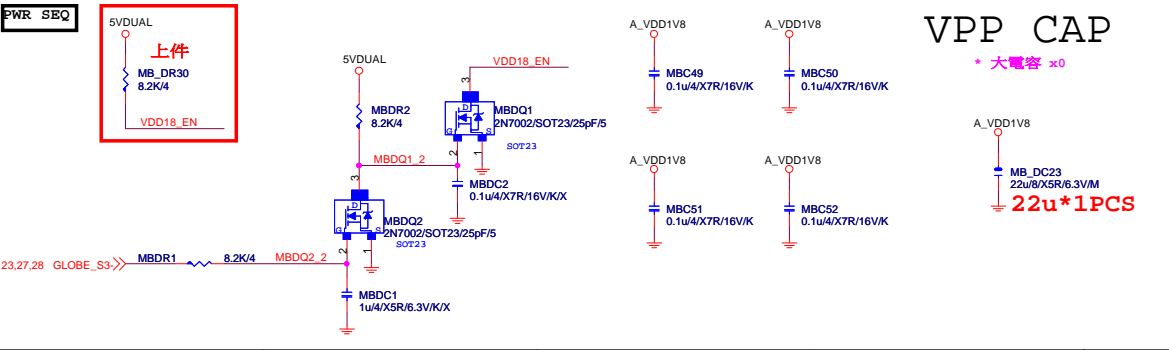 PWR SEQ
5VDUAL
上件
MB_DR30
8.2K/4
VDD18_EN
5VDUAL
VDD18_EN
MBDR2
8.2K/4
3
D
G
S
MBDQ1
2N7002/SOT23/25pF/5
SOT23
2
1
MBDQ1_2
3
MBDC2
0.1u/4/X7R/16V/K/X
D
G
S
MBDQ2
2N7002/SOT23/25pF/5
SOT23
2
1
23,27,28 GLOBE_S3-
MBDR1
8.2K/4
MBDQ2_2
MBDC1
1u/4/X5R/6.3V/K/X
A_VDD1V8
MBC49
0.1u/4/X7R/16V/K
A_VDD1V8
MBC50
0.1u/4/X7R/16V/K
A_VDD1V8
MBC51
0.1u/4/X7R/16V/K
A_VDD1V8
MBC52
0.1u/4/X7R/16V/K
VPP CAP
* 大電容 x0
A_VDD1V8
MB_DC23
22u/8/X5R/6.3V/M
22u*1PCS